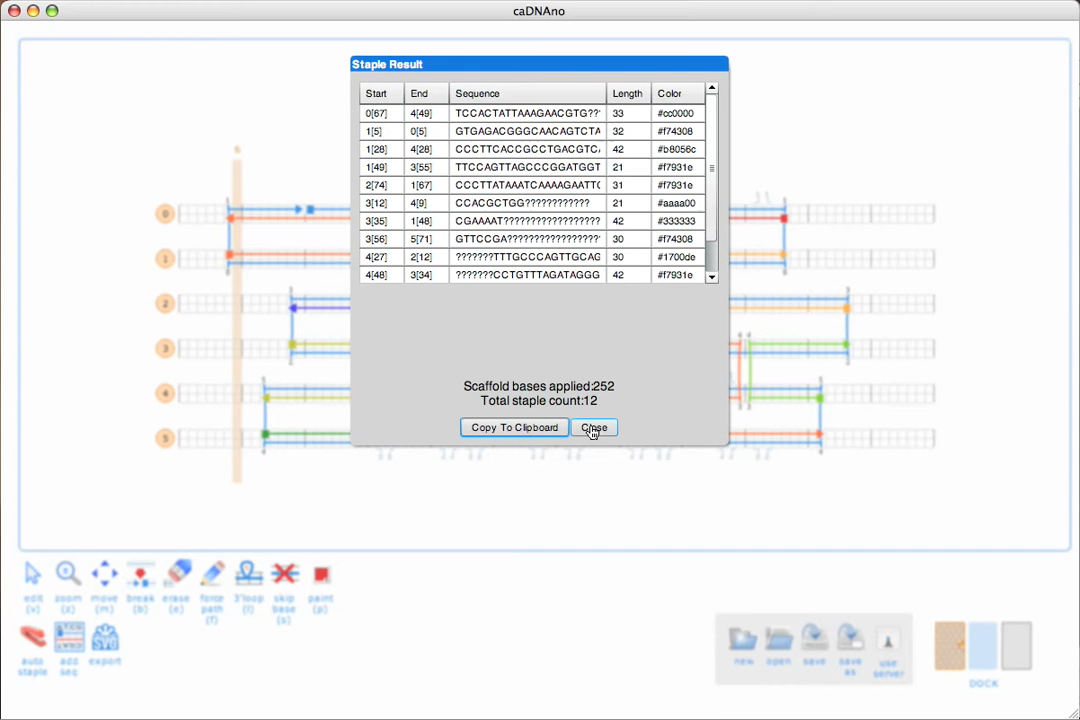 caDNAno
Staple Result
Start End Sequence Length Color
0[67] 4[49] TCCACTATTAAAGAACGTG??' 33 #cc0000
1[5] 0[5] GTGAGACGGGCAACAGTCTA 32 #f74308
1[28] 4[28] CCCTTCACCGCCTGACGTC, 42 #b8056c
1[49] 3[55] TTCCAGTTAGCCCGGATGGT 21 #f7931e
2[74] 1[67] CCCTTATAAATCAAAAGAATT( 31 #f7931e
3[12] 4[9] CCACGCTGG???????????? 21 #aaaa00
3[35] 1[48] CGAAAAT?????????????????? 42 #333333
3[56] 5[71] GTTCCGA????????????????? 30 #f74308
4[27] 2[12] ???????TTTGCCCAGTTGCAG 30 #1700de
4[48] 3[34] ???????CCTGTTTAGATAGGG 42 #f7931e
Scaffold bases applied:252
Total staple count:12
Copy To Clipboard Close
0
1
2
3
4
5
edit (v) zoom (z) move (m) break (b) erase (e) force path (f) 3'loop (l) skip base (s) paint (p)
auto staple add seq export
new open save save as use server
DOCK